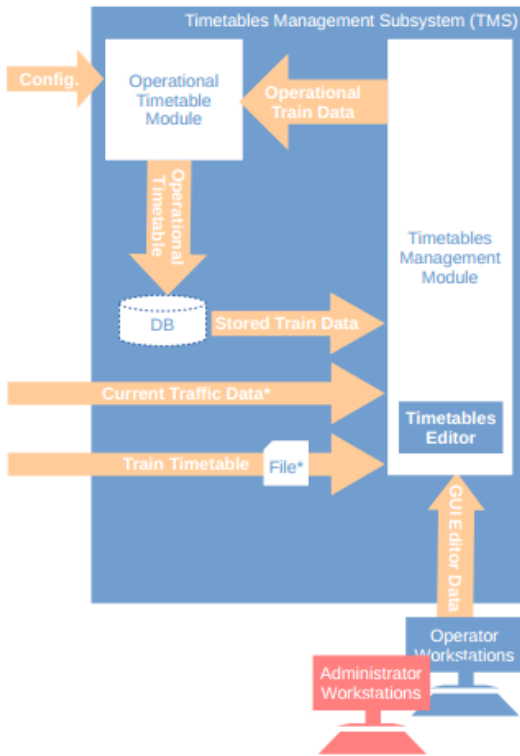 Timetables Management Subsystem (TMS)
Config.
Operational
Timetable
Module
Operational
Train Data
Operational
Timetable
Timetables
Management
Module
DB
Stored Train Data
Current Traffic Data*
Timetables
Editor
Train Timetable
File*
GUI Editor Data
Operator
Workstations
Administrator
Workstations